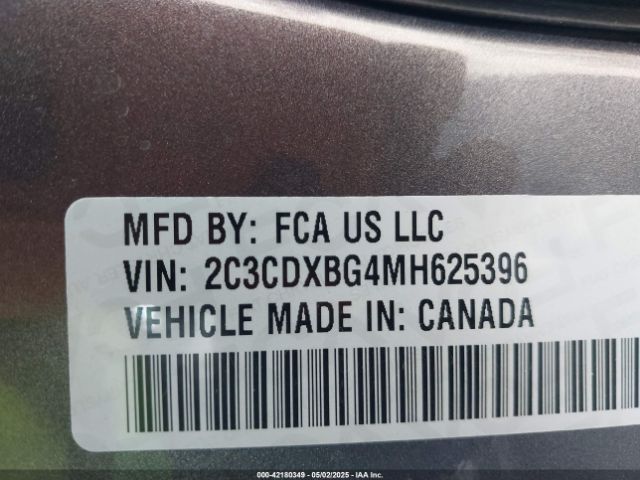 MFD BY: FCA US LLC
VIN: 2C3CDXBG4MH625396
VEHICLE MADE IN: CANADA
000-42180349 - 05/02/2025 - IAA Inc.